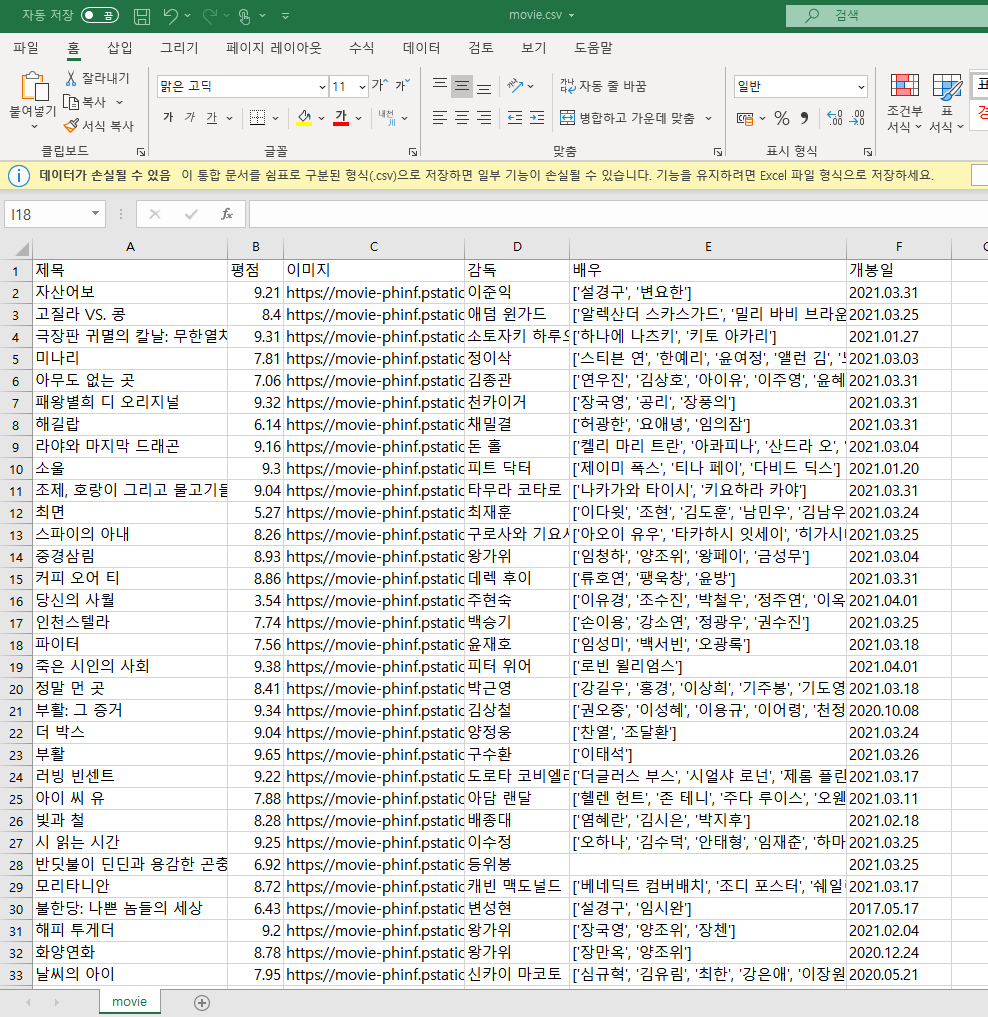 자동 저장 끔 movie.csv 검색
파일 홈 삽입 그리기 페이지 레이아웃 수식 데이터 검토 보기 도움말
붙여넣기 잘라내기 복사 서식 복사 클립보드
맑은 고딕 11 가 가 가 가 가 가 내천 글꼴
가나다 자동 줄 바꿈 병합하고 가운데 맞춤 맞춤
일반 % 표시 형식
조건부 서식 표 서식
데이터가 손실될 수 있음 이 통합 문서를 쉼표로 구분된 형식(.csv)으로 저장하면 일부 기능이 손실될 수 있습니다. 기능을 유지하려면 Excel 파일 형식으로 저장하세요.
I18 fx
A B C D E F
1 제목 평점 이미지 감독 배우 개봉일
2 자산어보 9.21 https://movie-phinf.pstatic 이준익 ['설경구', '변요한'] 2021.03.31
3 고질라 VS. 콩 8.4 https://movie-phinf.pstatic 애덤 윈가드 ['알렉산더 스카스가드', '밀리 바비 브라운 2021.03.25
4 극장판 귀멸의 칼날: 무한열차 9.31 https://movie-phinf.pstatic 소토자키 하루오 ['하나에 나츠키', '키토 아카리'] 2021.01.27
5 미나리 7.81 https://movie-phinf.pstatic 정이삭 ['스티븐 연', '한예리', '윤여정', '앨런 김', 2021.03.03
6 아무도 없는 곳 7.06 https://movie-phinf.pstatic 김종관 ['연우진', '김상호', '아이유', '이주영', '윤혜 2021.03.31
7 패왕별희 디 오리지널 9.32 https://movie-phinf.pstatic 천카이거 ['장국영', '공리', '장풍의'] 2021.03.31
8 해길랍 6.14 https://movie-phinf.pstatic 채밀결 ['허광한', '요애녕', '임의잠'] 2021.03.31
9 라야와 마지막 드래곤 9.16 https://movie-phinf.pstatic 돈 홀 ['켈리 마리 트란', '아콰피나', '산드라 오', ' 2021.03.04
10 소울 9.3 https://movie-phinf.pstatic 피트 닥터 ['제이미 폭스', '티나 페이', '다비드 딕스'] 2021.01.20
11 조제, 호랑이 그리고 물고기들 9.04 https://movie-phinf.pstatic 타무라 코타로 ['나카가와 타이시', '키요하라 카야'] 2021.03.31
12 최면 5.27 https://movie-phinf.pstatic 최재훈 ['이다윗', '조현', '김도훈', '남민우', '김남우 2021.03.24
13 스파이의 아내 8.26 https://movie-phinf.pstatic 구로사와 기요시 ['아오이 유우', '타카하시 잇세이', '히가시 2021.03.25
14 중경삼림 8.93 https://movie-phinf.pstatic 왕가위 ['임청하', '양조위', '왕페이', '금성무'] 2021.03.04
15 커피 오어 티 8.86 https://movie-phinf.pstatic 데렉 후이 ['류호연', '팽욱창', '윤방'] 2021.03.31
16 당신의 사월 3.54 https://movie-phinf.pstatic 주현숙 ['이유경', '조수진', '박철우', '정주연', '이옥 2021.04.01
17 인천스텔라 7.74 https://movie-phinf.pstatic 백승기 ['손이용', '강소연', '정광우', '권수진'] 2021.03.25
18 파이터 7.56 https://movie-phinf.pstatic 윤재호 ['임성미', '백서빈', '오광록'] 2021.03.18
19 죽은 시인의 사회 9.38 https://movie-phinf.pstatic 피터 위어 ['로빈 윌리엄스'] 2021.04.01
20 정말 먼 곳 8.41 https://movie-phinf.pstatic 박근영 ['강길우', '홍경', '이상희', '기주봉', '기도영 2021.03.18
21 부활: 그 증거 9.34 https://movie-phinf.pstatic 김상철 ['권오중', '이성혜', '이용규', '이어령', '천정 2020.10.08
22 더 박스 9.04 https://movie-phinf.pstatic 양정웅 ['찬열', '조달환'] 2021.03.24
23 부활 9.65 https://movie-phinf.pstatic 구수환 ['이태석'] 2021.03.26
24 러빙 빈센트 9.22 https://movie-phinf.pstatic 도로타 코비엘라 ['더글러스 부스', '시얼샤 로넌', '제롬 플린 2021.03.17
25 아이 씨 유 7.88 https://movie-phinf.pstatic 아담 랜달 ['헬렌 헌트', '존 테니', '주다 루이스', '오웬 2021.03.11
26 빛과 철 8.28 https://movie-phinf.pstatic 배종대 ['염혜란', '김시은', '박지후'] 2021.02.18
27 시 읽는 시간 9.25 https://movie-phinf.pstatic 이수정 ['오하나', '김수덕', '안태형', '임재춘', '하마 2021.03.25
28 반딧불이 딘딘과 용감한 곤충 6.92 https://movie-phinf.pstatic 등위봉 2021.03.25
29 모리타니안 8.72 https://movie-phinf.pstatic 캐빈 맥도널드 ['베네딕트 컴버배치', '조디 포스터', '쉐일린 2021.03.17
30 불한당: 나쁜 놈들의 세상 6.43 https://movie-phinf.pstatic 변성현 ['설경구', '임시완'] 2017.05.17
31 해피 투게더 9.2 https://movie-phinf.pstatic 왕가위 ['장국영', '양조위', '장첸'] 2021.02.04
32 화양연화 8.78 https://movie-phinf.pstatic 왕가위 ['장만옥', '양조위'] 2020.12.24
33 날씨의 아이 7.95 https://movie-phinf.pstatic 신카이 마코토 ['심규혁', '김유림', '최한', '강은애', '이장원 2020.05.21
movie